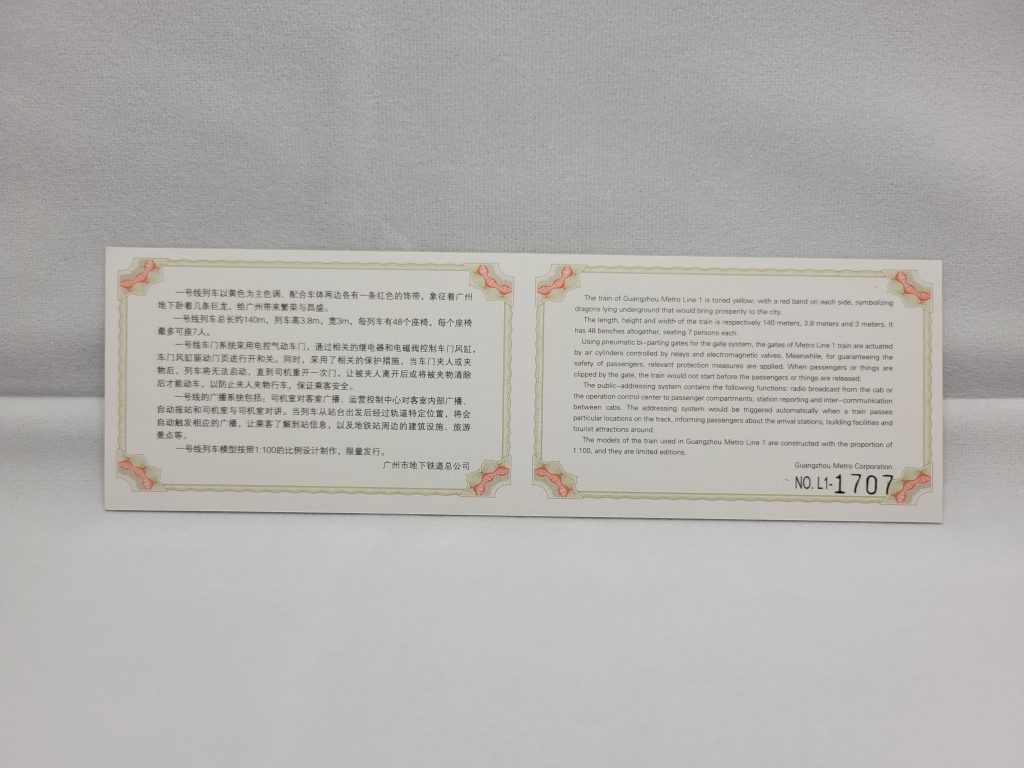 一号线列车以黄色为主色调、配合车体两边各有一条红色的饰带，象征着广州
地下卧着几条巨龙，给广州带来繁荣与昌盛。
一号线列车总长约140m，列车高3.8m，宽3m，每列车有48个座椅，每个座椅
最多可座7人。
一号线车门系统采用电控气动车门，通过相关的继电器和电磁阀控制车门风缸，
车门风缸驱动门页进行开和关。同时，采用了相关的保护措施，当车门夹人或夹
物后，列车将无法启动，直到司机重开一次门，让被夹人离开后或将被夹物清除
后才能动车，以防止夹人夹物行车，保证乘客安全。
一号线的广播系统包括：司机室对客室广播、运营控制中心对客室内部广播、
自动报站和司机室与司机室对讲。当列车从站台出发后经过轨道特定位置，将会
自动触发相应的广播，让乘客了解到站信息，以及地铁站周边的建筑设施、旅游
景点等。
一号线列车模型按照1:100的比例设计制作，限量发行。
广州市地下铁道总公司
The train of Guangzhou Metro Line 1 is toned yellow, with a red band on each side, symbolizing
dragons lying underground that would bring prosperity to the city.
The length, height and width of the train is respectively 140 meters, 3.8 meters and 3 meters. It
has 48 benches altogether, seating 7 persons each.
Using pneumatic bi-parting gates for the gate system, the gates of Metro Line 1 train are actuated
by air cylinders controlled by relays and electromagnetic valves. Meanwhile, for guaranteeing the
safety of passengers, relevant protection measures are applied. When passengers or things are
clipped by the gate, the train would not start before the passengers or things are released.
The public-addressing system contains the following functions: radio broadcast from the cab or
the operation control center to passenger compartments, station reporting and inter-communication
between cabs. The addressing system would be triggered automatically when a train passes
particular locations on the track, informing passengers about the arrival stations, building facilities and
tourist attractions around.
The models of the train used in Guangzhou Metro Line 1 are constructed with the proportion of
1:100, and they are limited editions.
Guangzhou Metro Corporation
NO. L1-1707